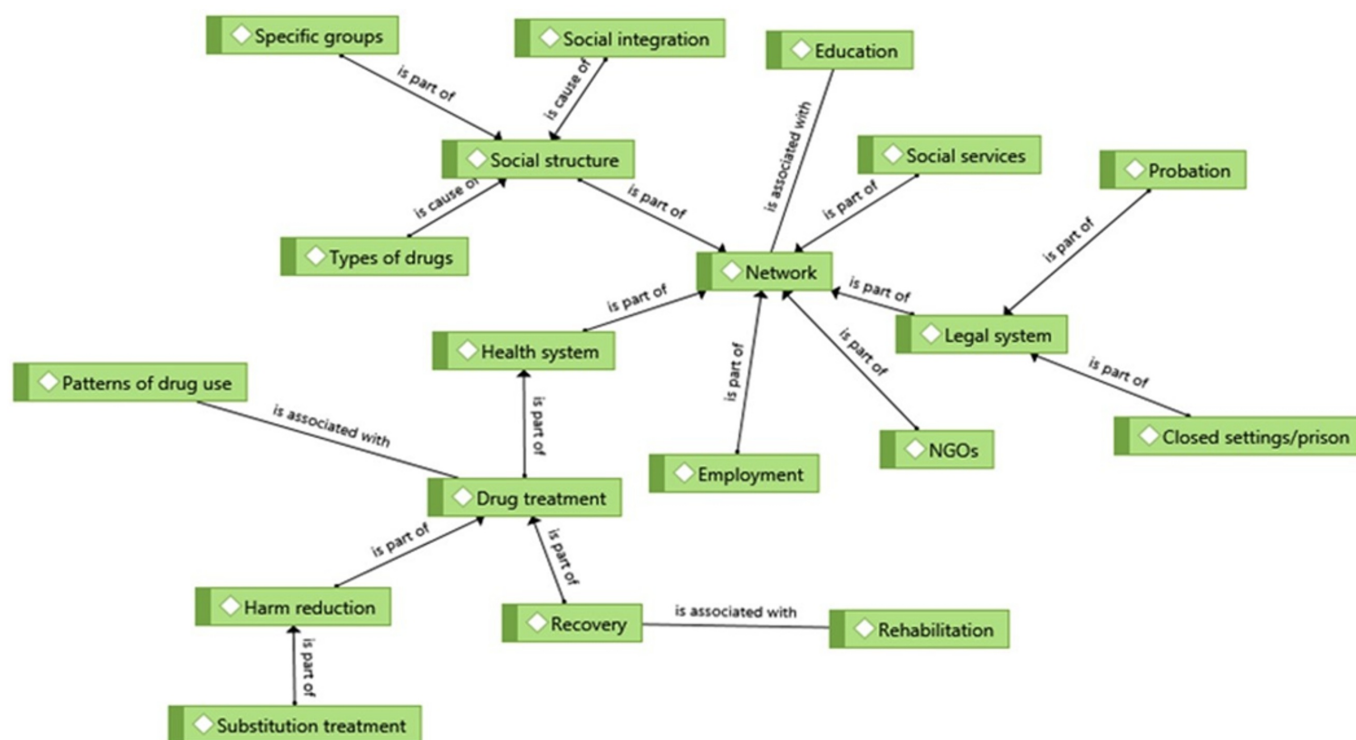 Specific groups
Social integration
Education
is part of
is cause of
is associated with
Social structure
Social services
Probation
is cause of
is part of
is part of
is part of
Types of drugs
Network
is part of
is part of
Legal system
Health system
is part of
is part of
is part of
Patterns of drug use
is associated with
is part of
Employment
NGOs
Closed settings/prison
Drug treatment
is part of
is part of
Harm reduction
Recovery
is associated with
Rehabilitation
is part of
Substitution treatment